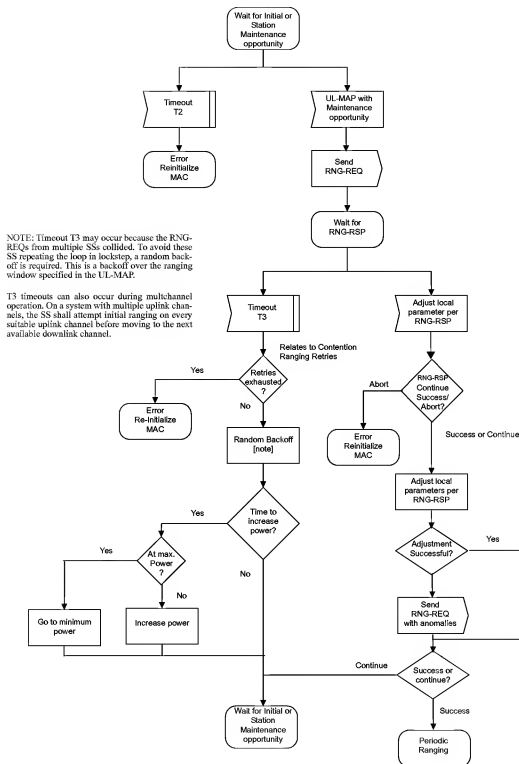 Wait for Initial or
Station
Maintenance
opportunity
Timeout
T2
UL-MAP with
Maintenance
opportunity
Error
Reinitialize
MAC
Send
RNG-REQ
Wait for
RNG-RSP
NOTE: Timeout T3 may occur because the RNG-
REQs from multiple SSs collided. To avoid these
SS repeating the loop in lockstep, a random back-
off is required. This is a backoff over the ranging
window specified in the UL-MAP.
T3 timeouts can also occur during multchannel
operation. On a system with multiple uplink chan-
nels, the SS shall attempt initial ranging on every
suitable uplink channel before moving to the next
available downlink channel.
Timeout
T3
Adjust local
parameter per
RNG-RSP
Relates to Contention
Ranging Retries
Yes
Retries
exhausted
?
No
Error
Re-Initialize
MAC
Abort
RNG-RSP
Continue
Success/
Abort?
Error
Reinitialize
MAC
Success or Continue
Random Backoff
[note]
Adjust local
parameters per
RNG-RSP
Yes
Time to
increase
power?
No
Adjustment
Successful?
Yes
Yes
At max.
Power
?
No
Go to minimum
power
Increase power
Send
RNG-REQ
with anomalies
Continue
Success or
continue?
Success
Wait for Initial or
Station
Maintenance
opportunity
Periodic
Ranging